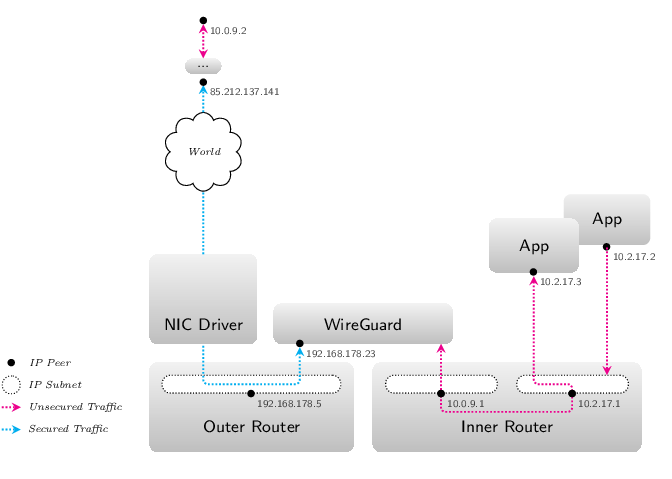 10.0.9.2
...
85.212.137.141
World
App
App
10.2.17.2
10.2.17.3
NIC Driver
WireGuard
192.168.178.23
IP Peer
IP Subnet
Unsecured Traffic
Secured Traffic
192.168.178.5
10.0.9.1
10.2.17.1
Outer Router
Inner Router